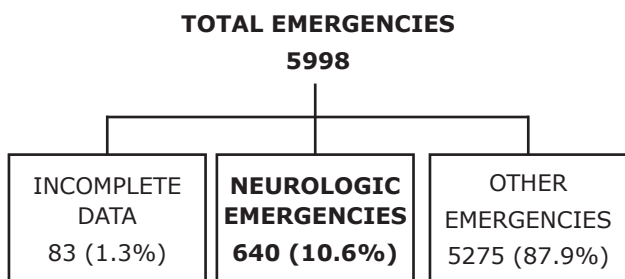 TOTAL EMERGENCIES
5998
INCOMPLETE
DATA
83 (1.3%)
NEUROLOGIC
EMERGENCIES
640 (10.6%)
OTHER
EMERGENCIES
5275 (87.9%)